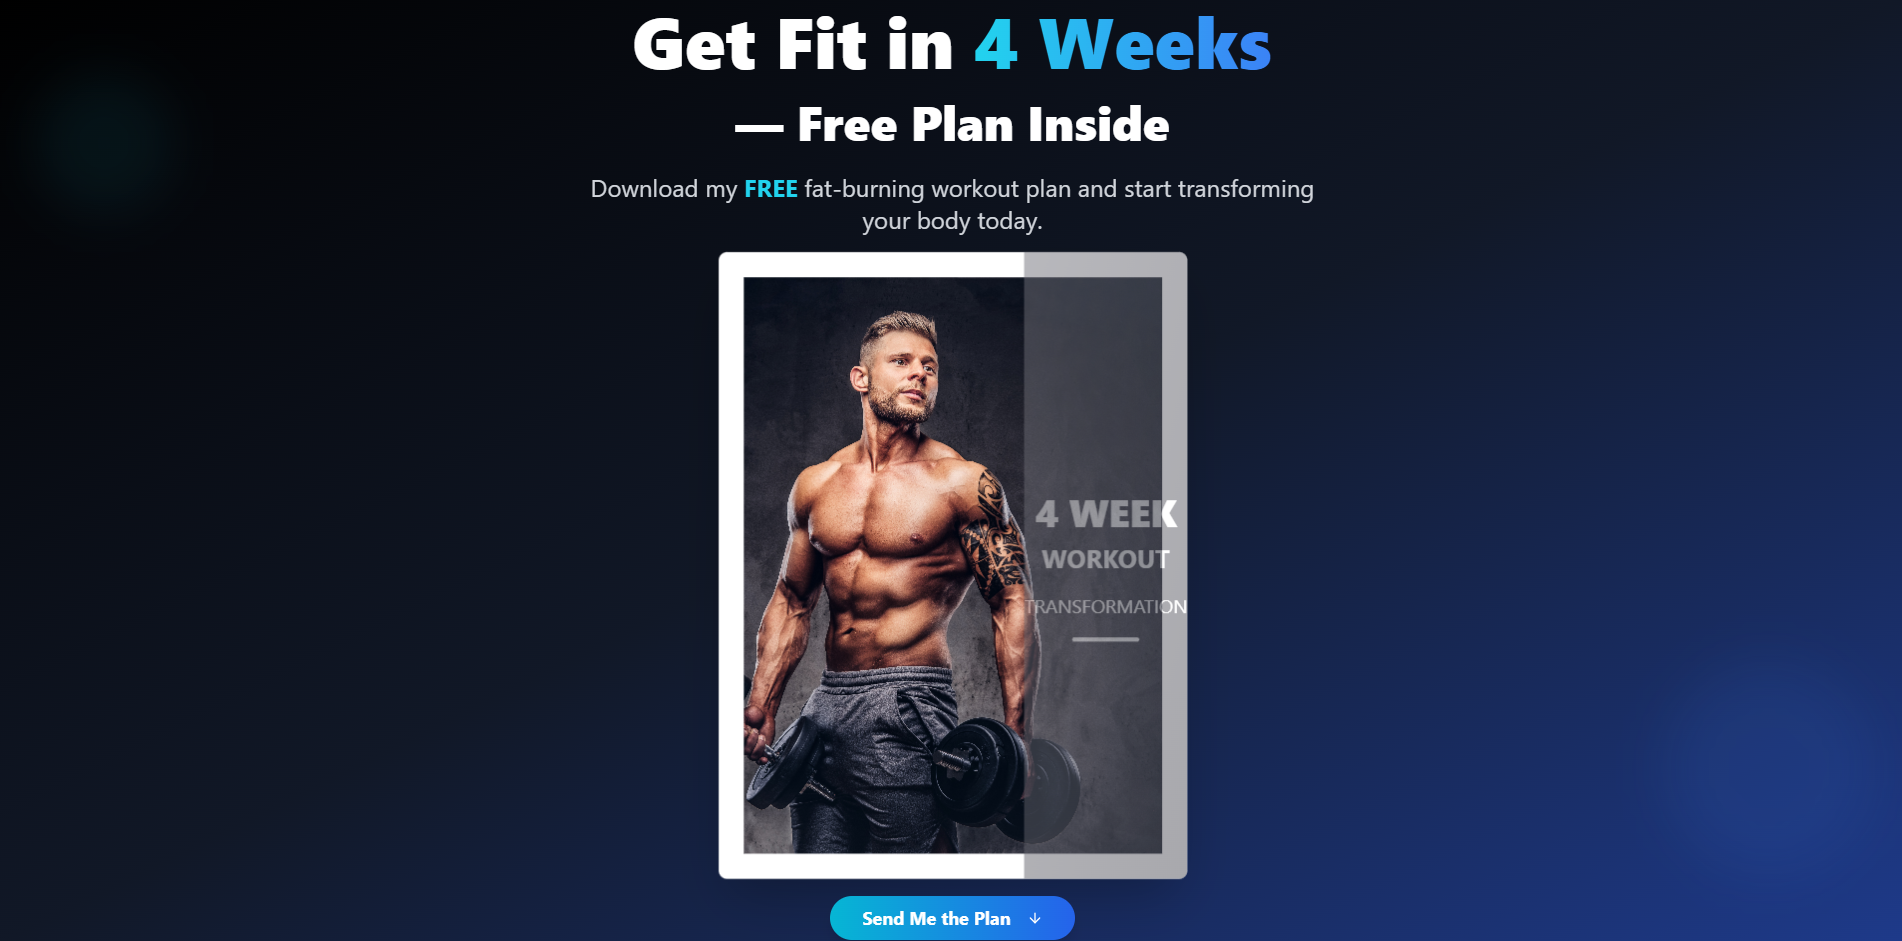 Get Fit in 4 Weeks
— Free Plan Inside
Download my FREE fat-burning workout plan and start transforming
your body today.
4 WEEK
WORKOUT
TRANSFORMATION
Send Me the Plan ↓